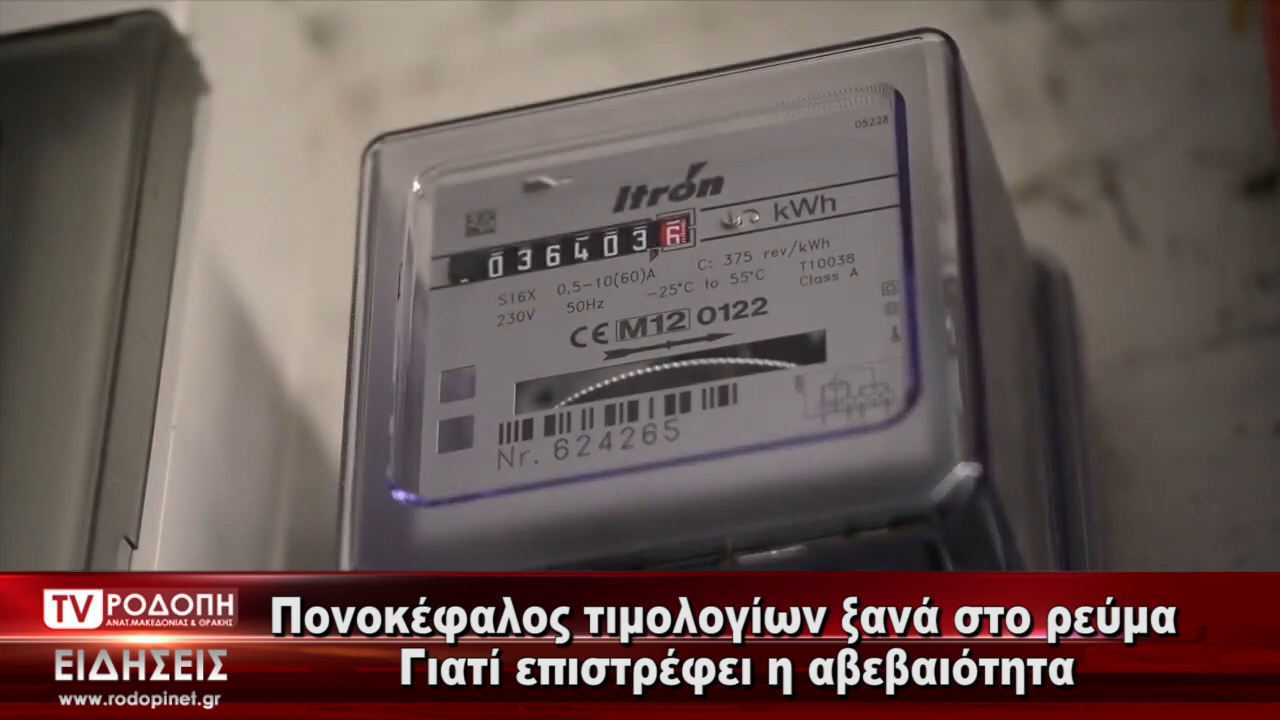 05228
Itrón
kWh
036403 6
S16X 0.5-10(60)A C: 375 rev/kWh T10038
230V 50Hz -25°C to 55°C Class A
CE M12 0122
Nr. 624265
TV ΡΟΔΟΠΗ
ΑΝΑΤ.ΜΑΚΕΔΟΝΙΑΣ & ΘΡΑΚΗΣ
ΕΙΔΗΣΕΙΣ
www.rodopinet.gr
Πονοκέφαλος τιμολογίων ξανά στο ρεύμα
Γιατί επιστρέφει η αβεβαιότητα